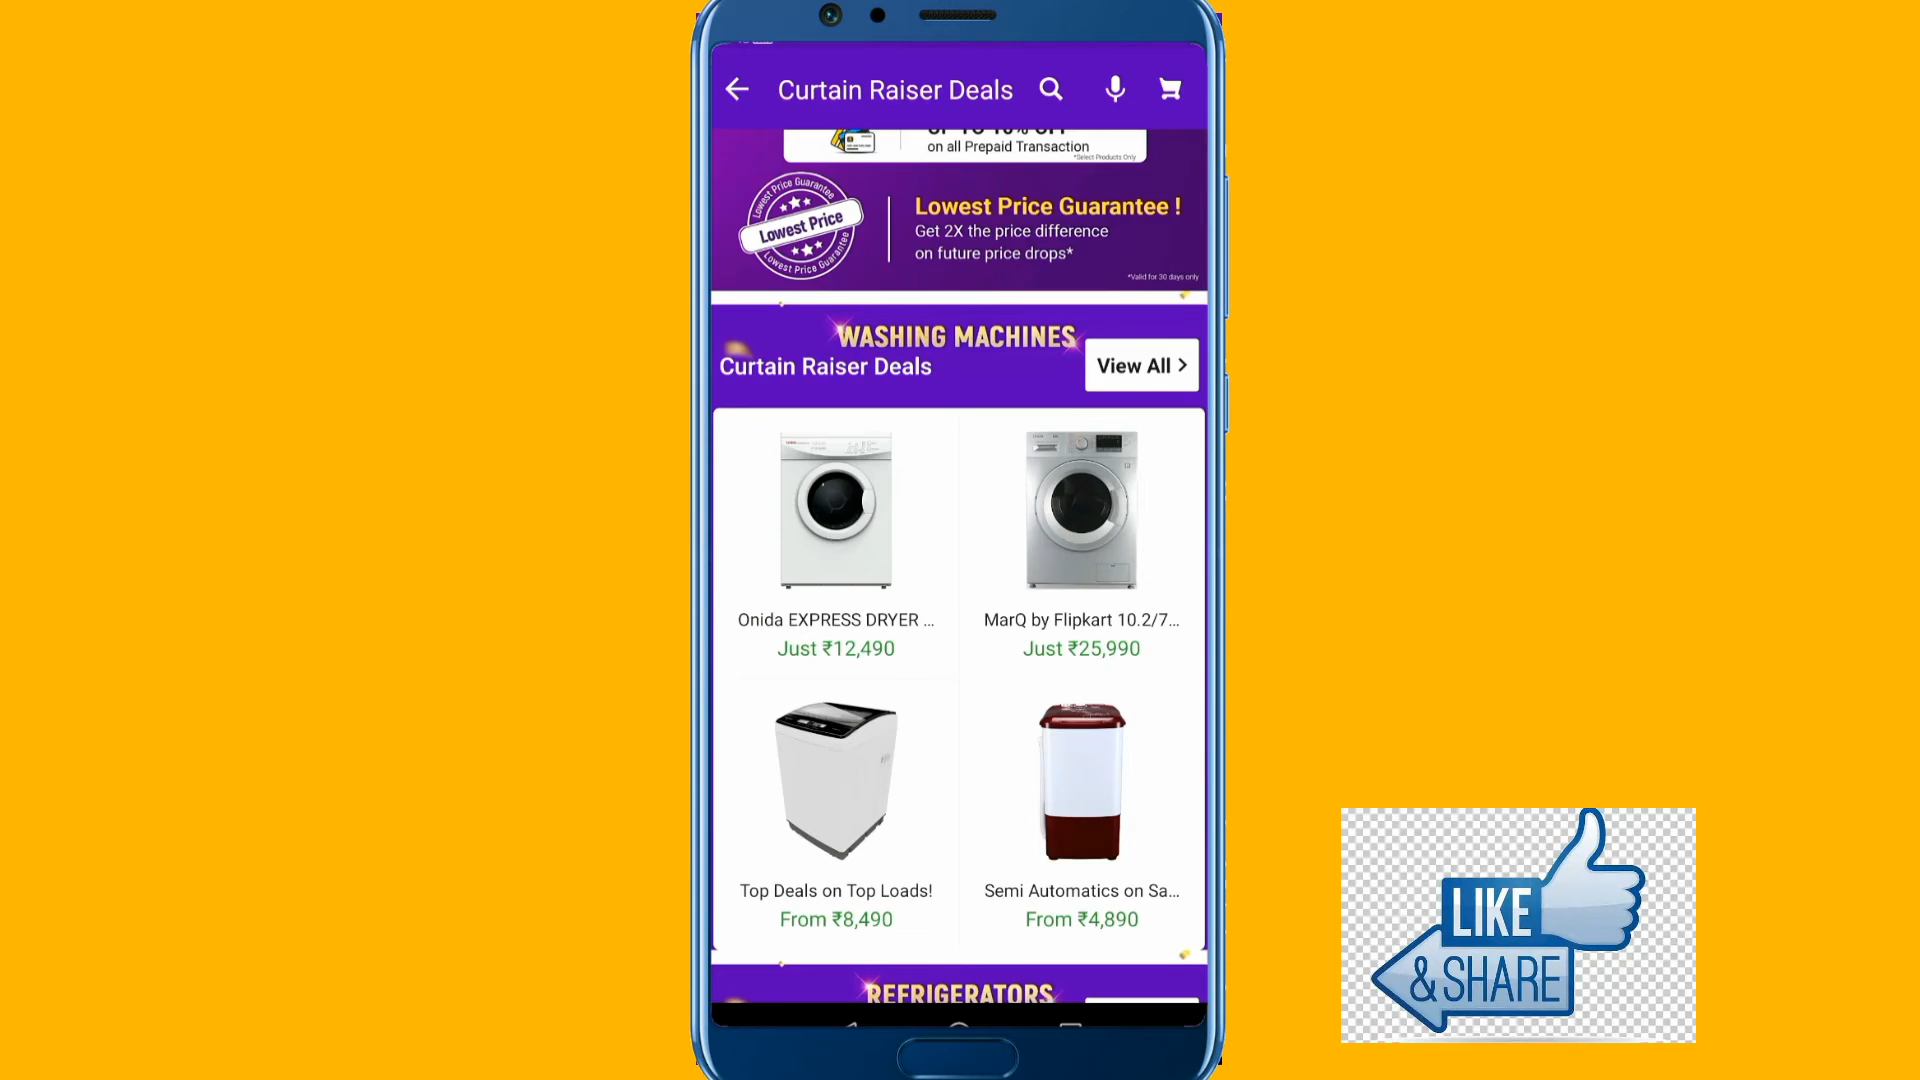 Curtain Raiser Deals
on all Prepaid Transaction
*Select Products Only
Lowest Price Guarantee
Lowest Price
Lowest Price Guarantee
Lowest Price Guarantee !
Get 2X the price difference
on future price drops*
*Valid for 30 days only
WASHING MACHINES
Curtain Raiser Deals
View All
Onida EXPRESS DRYER ...
Just ₹12,490
MarQ by Flipkart 10.2/7...
Just ₹25,990
Top Deals on Top Loads!
From ₹8,490
Semi Automatics on Sa...
From ₹4,890
REFRIGERATORS
LIKE
& SHARE